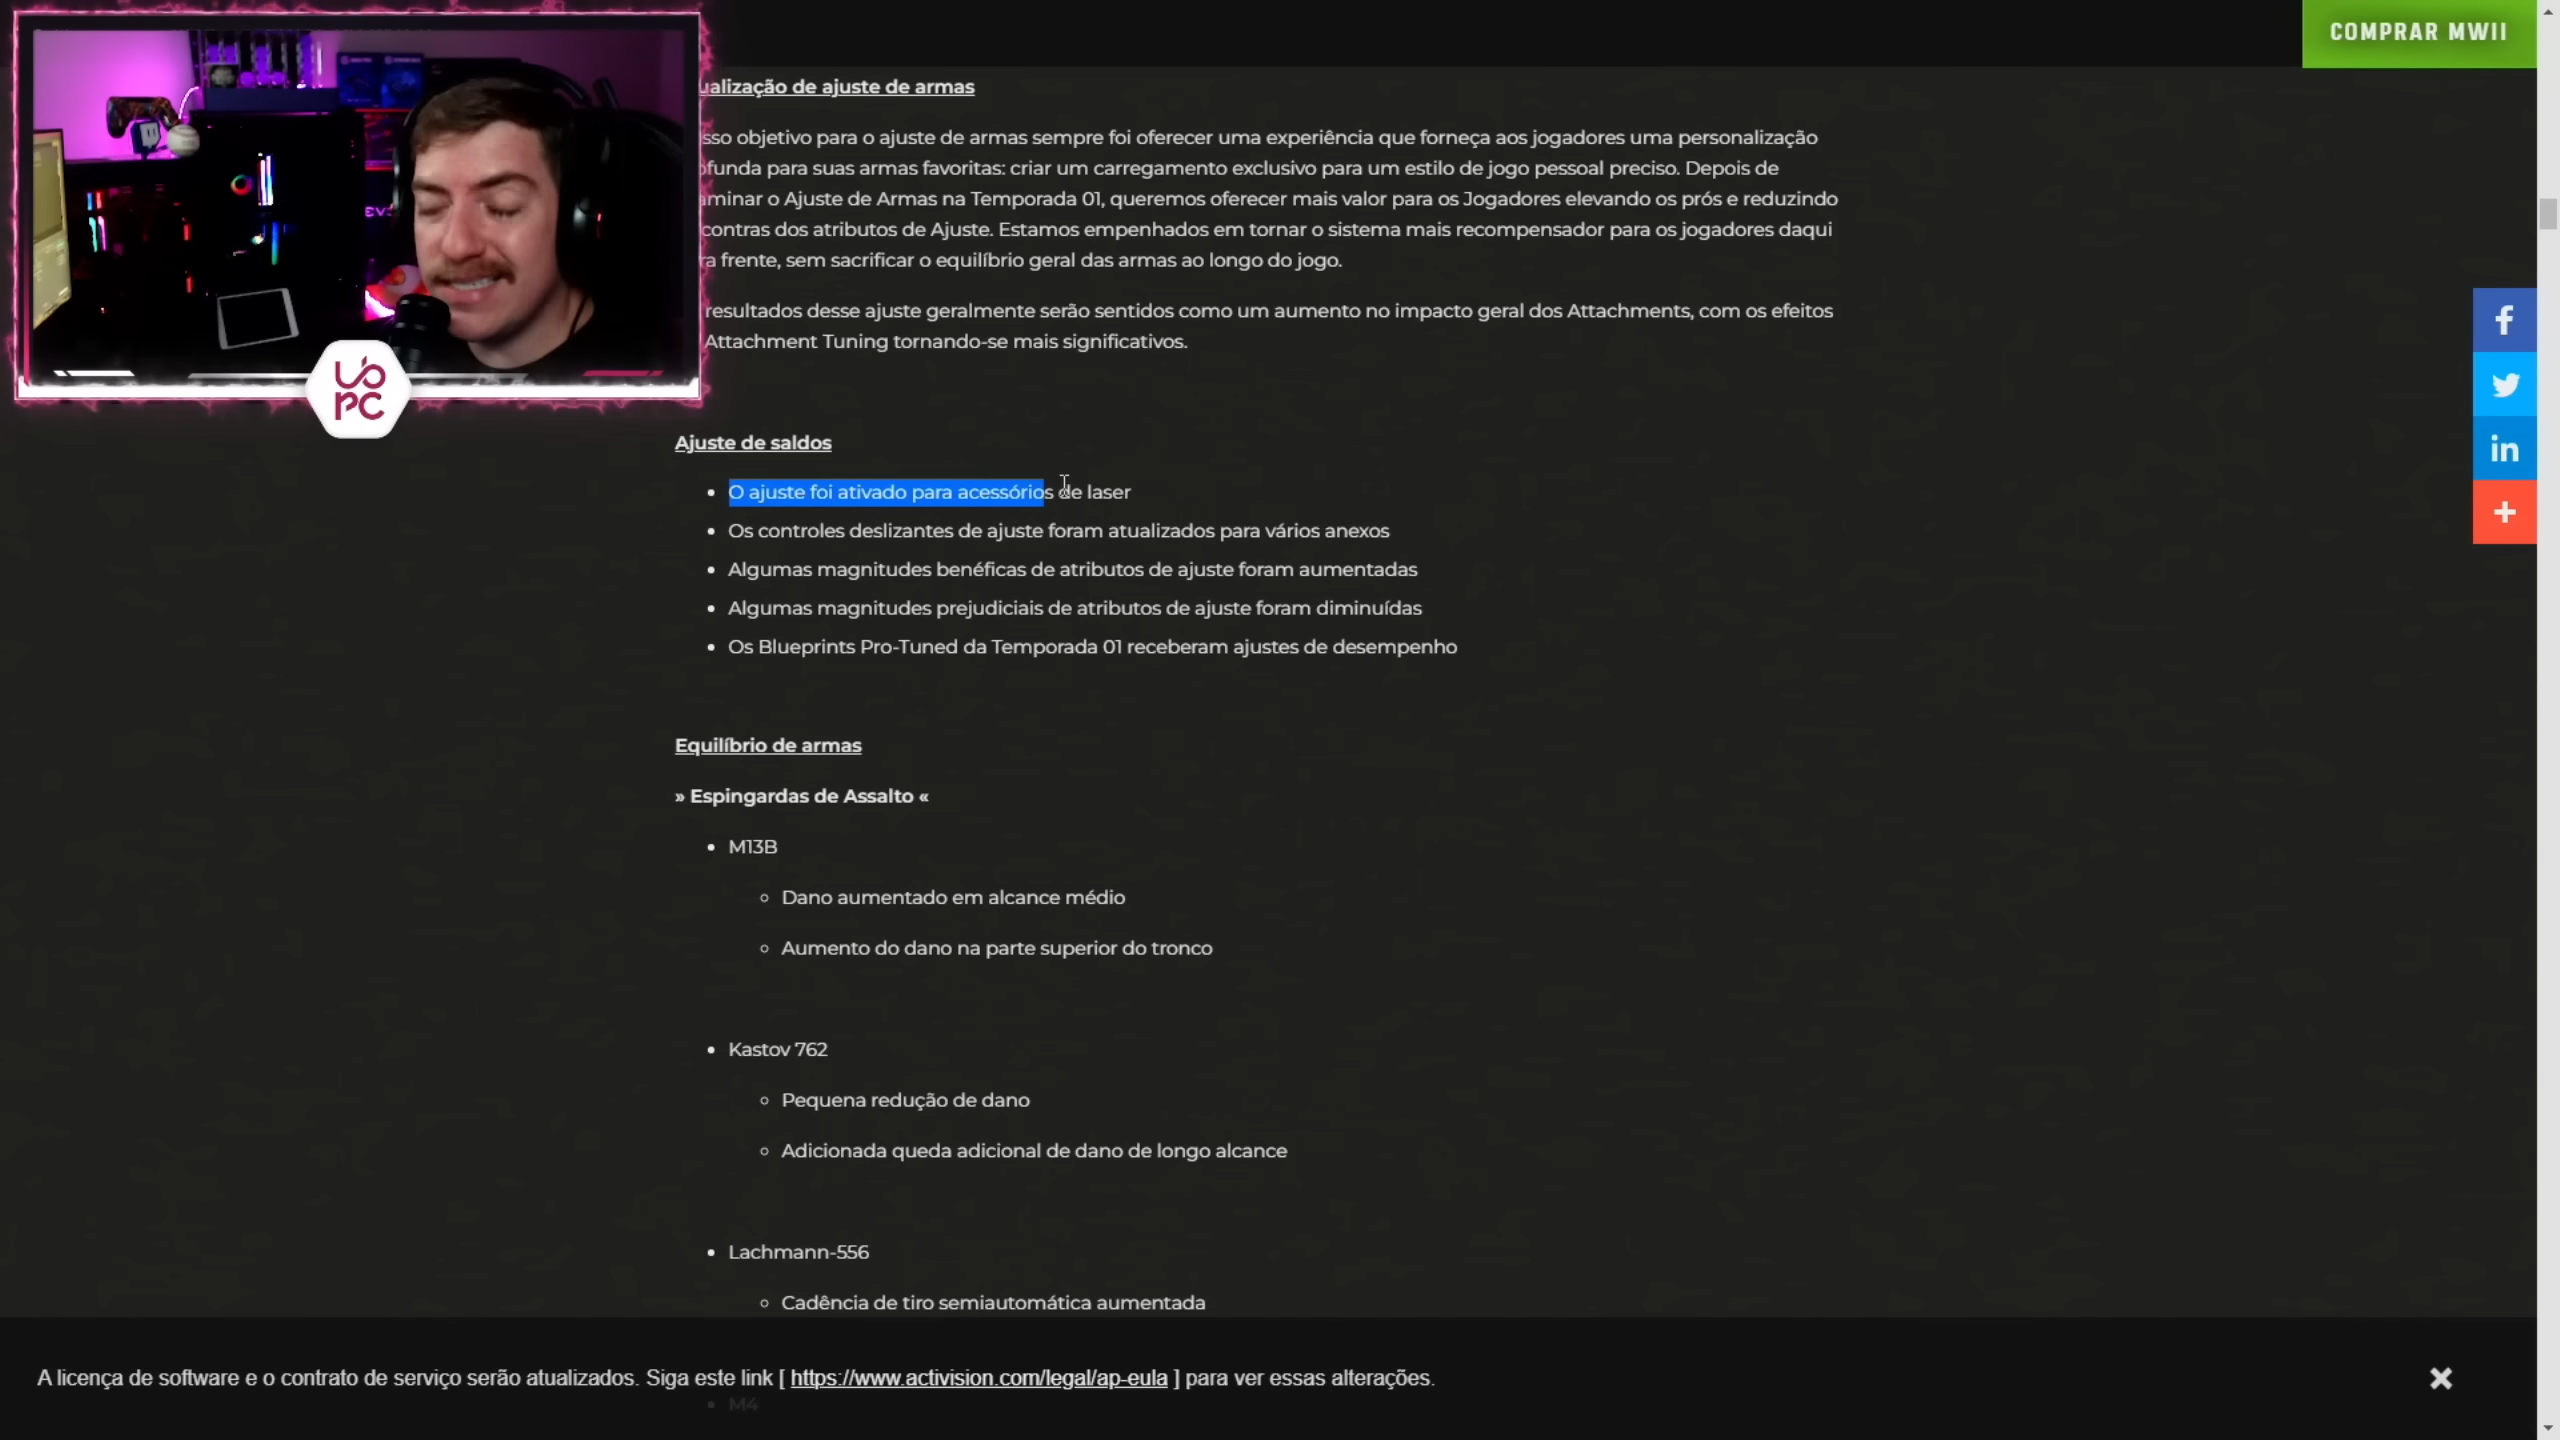 COMPRAR MWII
ualização de ajuste de armas
sso objetivo para o ajuste de armas sempre foi oferecer uma experiência que forneça aos jogadores uma personalização
ofunda para suas armas favoritas: criar um carregamento exclusivo para um estilo de jogo pessoal preciso. Depois de
aminar o Ajuste de Armas na Temporada 01, queremos oferecer mais valor para os Jogadores elevando os prós e reduzindo
contras dos atributos de Ajuste. Estamos empenhados em tornar o sistema mais recompensador para os jogadores daqui
ra frente, sem sacrificar o equilíbrio geral das armas ao longo do jogo.
resultados desse ajuste geralmente serão sentidos como um aumento no impacto geral dos Attachments, com os efeitos
Attachment Tuning tornando-se mais significativos.
UP
PC
Ajuste de saldos
• O ajuste foi ativado para acessórios de laser
• Os controles deslizantes de ajuste foram atualizados para vários anexos
• Algumas magnitudes benéficas de atributos de ajuste foram aumentadas
• Algumas magnitudes prejudiciais de atributos de ajuste foram diminuídas
• Os Blueprints Pro-Tuned da Temporada 01 receberam ajustes de desempenho
Equilíbrio de armas
» Espingardas de Assalto «
• M13B
◦ Dano aumentado em alcance médio
◦ Aumento do dano na parte superior do tronco
• Kastov 762
◦ Pequena redução de dano
◦ Adicionada queda adicional de dano de longo alcance
• Lachmann-556
◦ Cadência de tiro semiautomática aumentada
A licença de software e o contrato de serviço serão atualizados. Siga este link [ https://www.activision.com/legal/ap-eula ] para ver essas alterações.
• M4